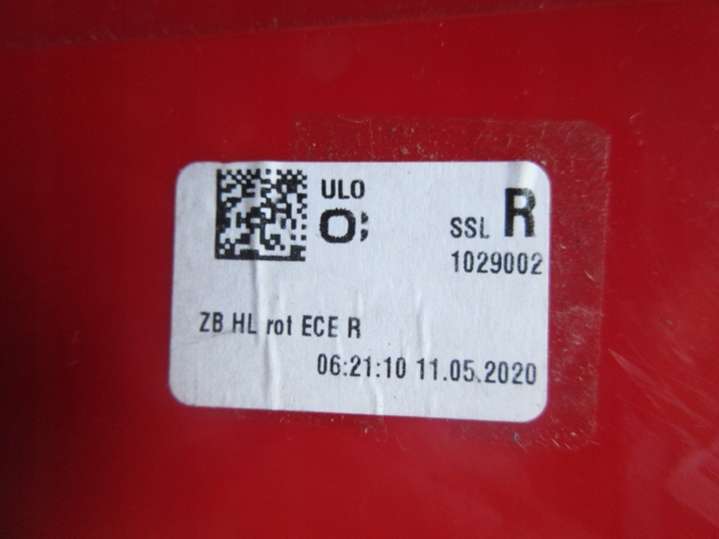 ULO
SSL R
1029002
ZB HL rot ECE R
06:21:10 11.05.2020